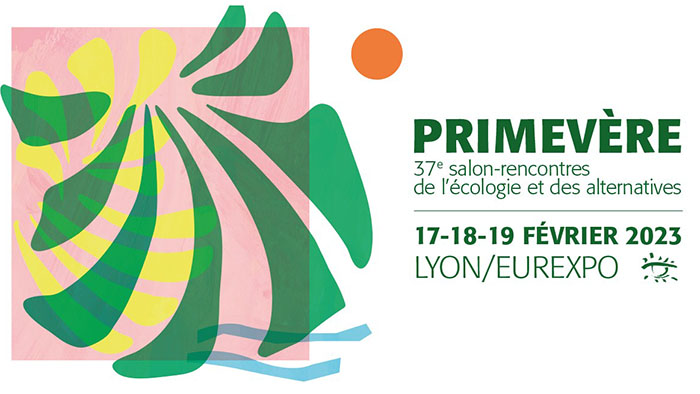 PRIMEVÈRE
37e salon-rencontres
de l'écologie et des alternatives
17-18-19 FÉVRIER 2023
LYON/EUREXPO